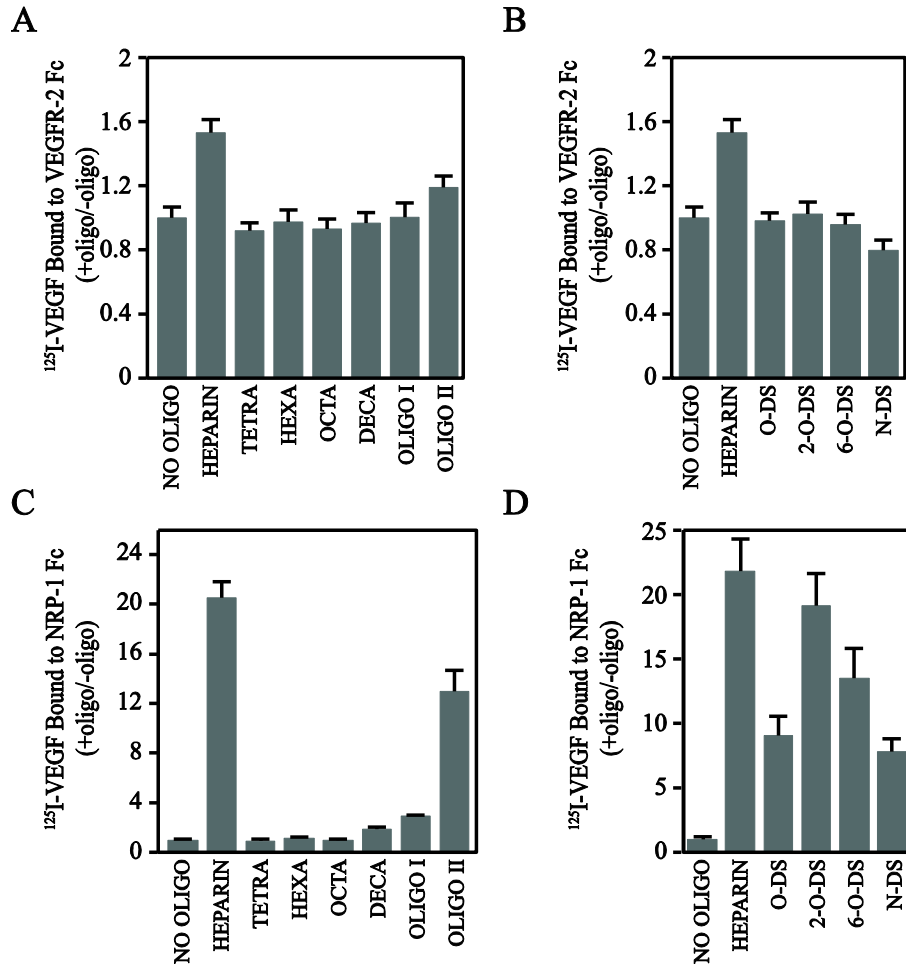 A
¹²⁵I-VEGF Bound to VEGFR-2 Fc
(+oligo/-oligo)
2
1.6
1.2
0.8
0.4
0
NO OLIGO
HEPARIN
TETRA
HEXA
OCTA
DECA
OLIGO I
OLIGO II
B
¹²⁵I-VEGF Bound to VEGFR-2 Fc
(+oligo/-oligo)
2
1.6
1.2
0.8
0.4
0
NO OLIGO
HEPARIN
O-DS
2-O-DS
6-O-DS
N-DS
C
¹²⁵I-VEGF Bound to NRP-1 Fc
(+oligo/-oligo)
24
20
16
12
8
4
0
NO OLIGO
HEPARIN
TETRA
HEXA
OCTA
DECA
OLIGO I
OLIGO II
D
¹²⁵I-VEGF Bound to NRP-1 Fc
(+oligo/-oligo)
25
20
15
10
5
0
NO OLIGO
HEPARIN
O-DS
2-O-DS
6-O-DS
N-DS